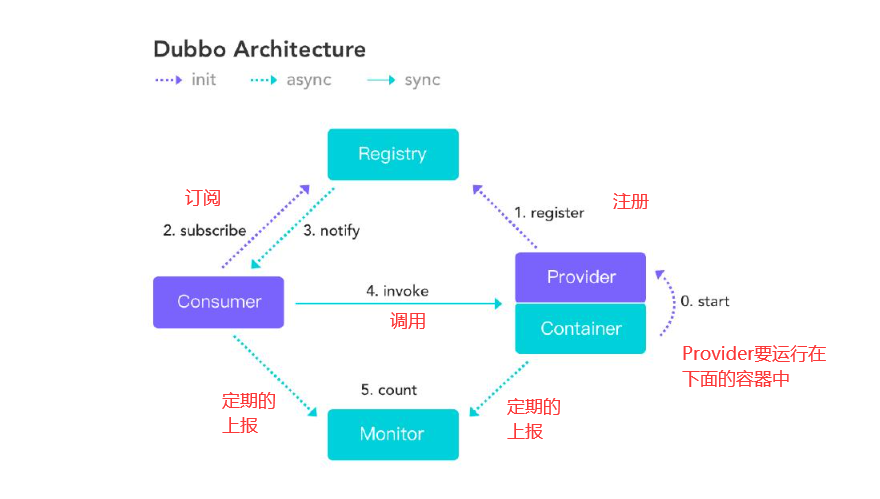 Dubbo Architecture
init
async
sync
Registry
订阅
注册
2. subscribe
3. notify
1. register
Provider
Consumer
4. invoke
0. start
调用
Container
Provider要运行在
下面的容器中
定期的
上报
5. count
定期的
上报
Monitor